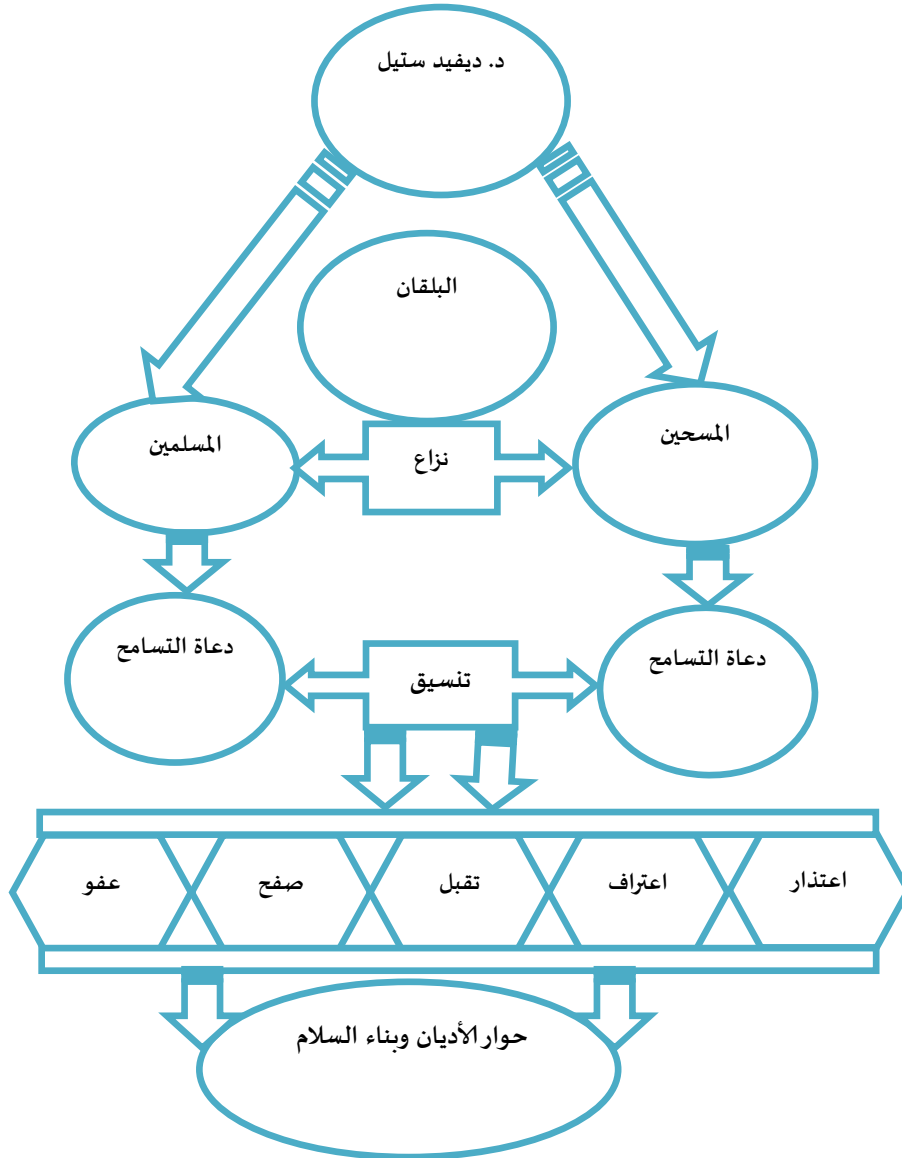 د. ديفيد ستيل
البلقان
المسحين
نزاع
المسلمين
دعاة التسامح
تنسيق
دعاة التسامح
اعتذار
اعتراف
تقبل
صفح
عفو
حوار الأديان وبناء السلام